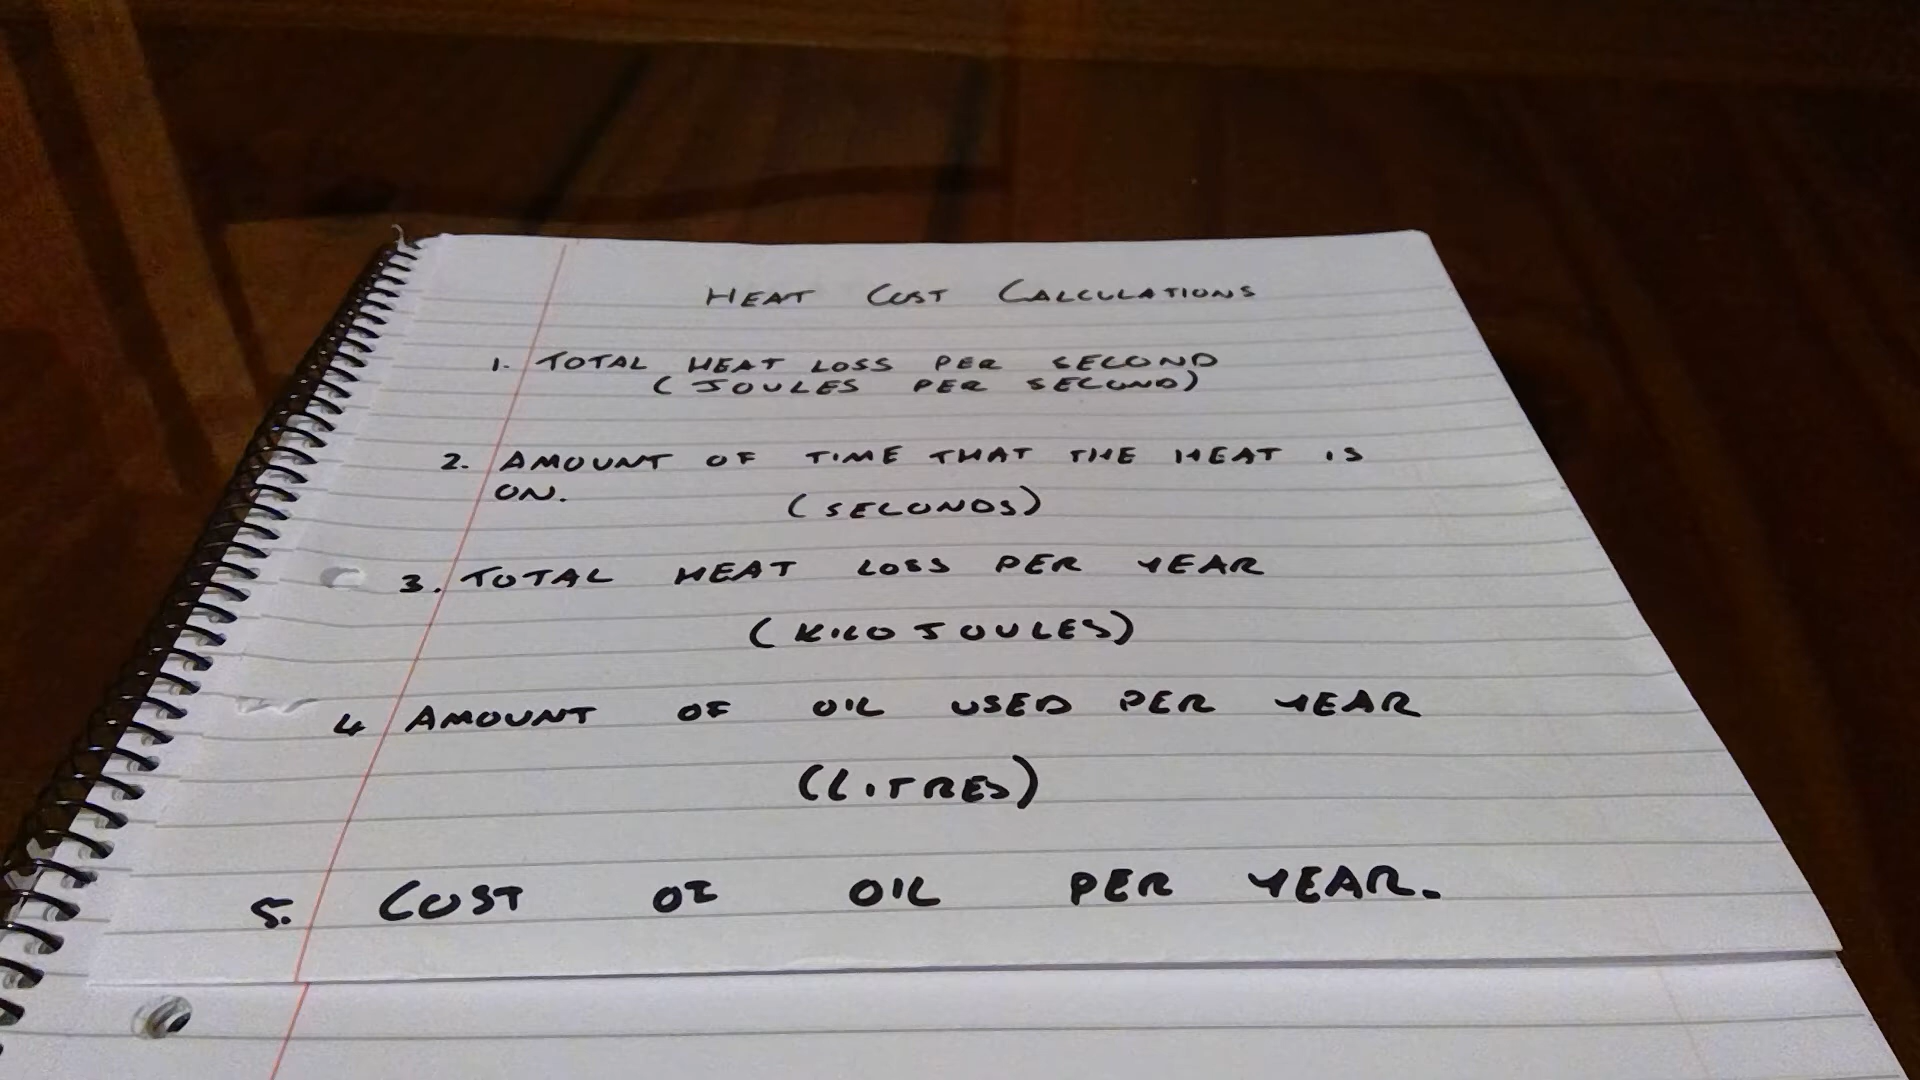 HEAT COST CALCULATIONS
1. TOTAL HEAT LOSS PER SECOND
(JOULES PER SECOND)
2. AMOUNT OF TIME THAT THE HEAT IS
ON.
(SECONDS)
3. TOTAL HEAT LOSS PER YEAR
(KILOJOULES)
4 AMOUNT OF OIL USED PER YEAR
(LITRES)
5. COST OF OIL PER YEAR.